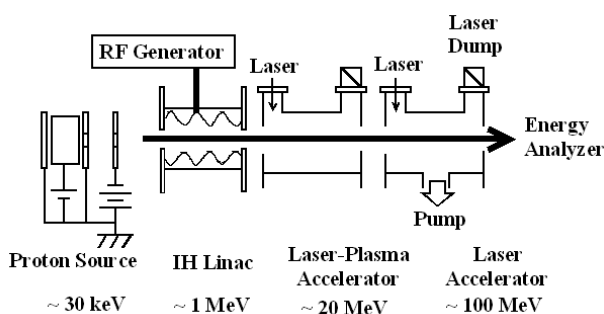 Laser
Dump
RF Generator
Laser
Laser
Energy
Analyzer
Pump
Proton Source
IH Linac
Laser-Plasma
Accelerator
Laser
Accelerator
~ 30 keV
~ 1 MeV
~ 20 MeV
~ 100 MeV